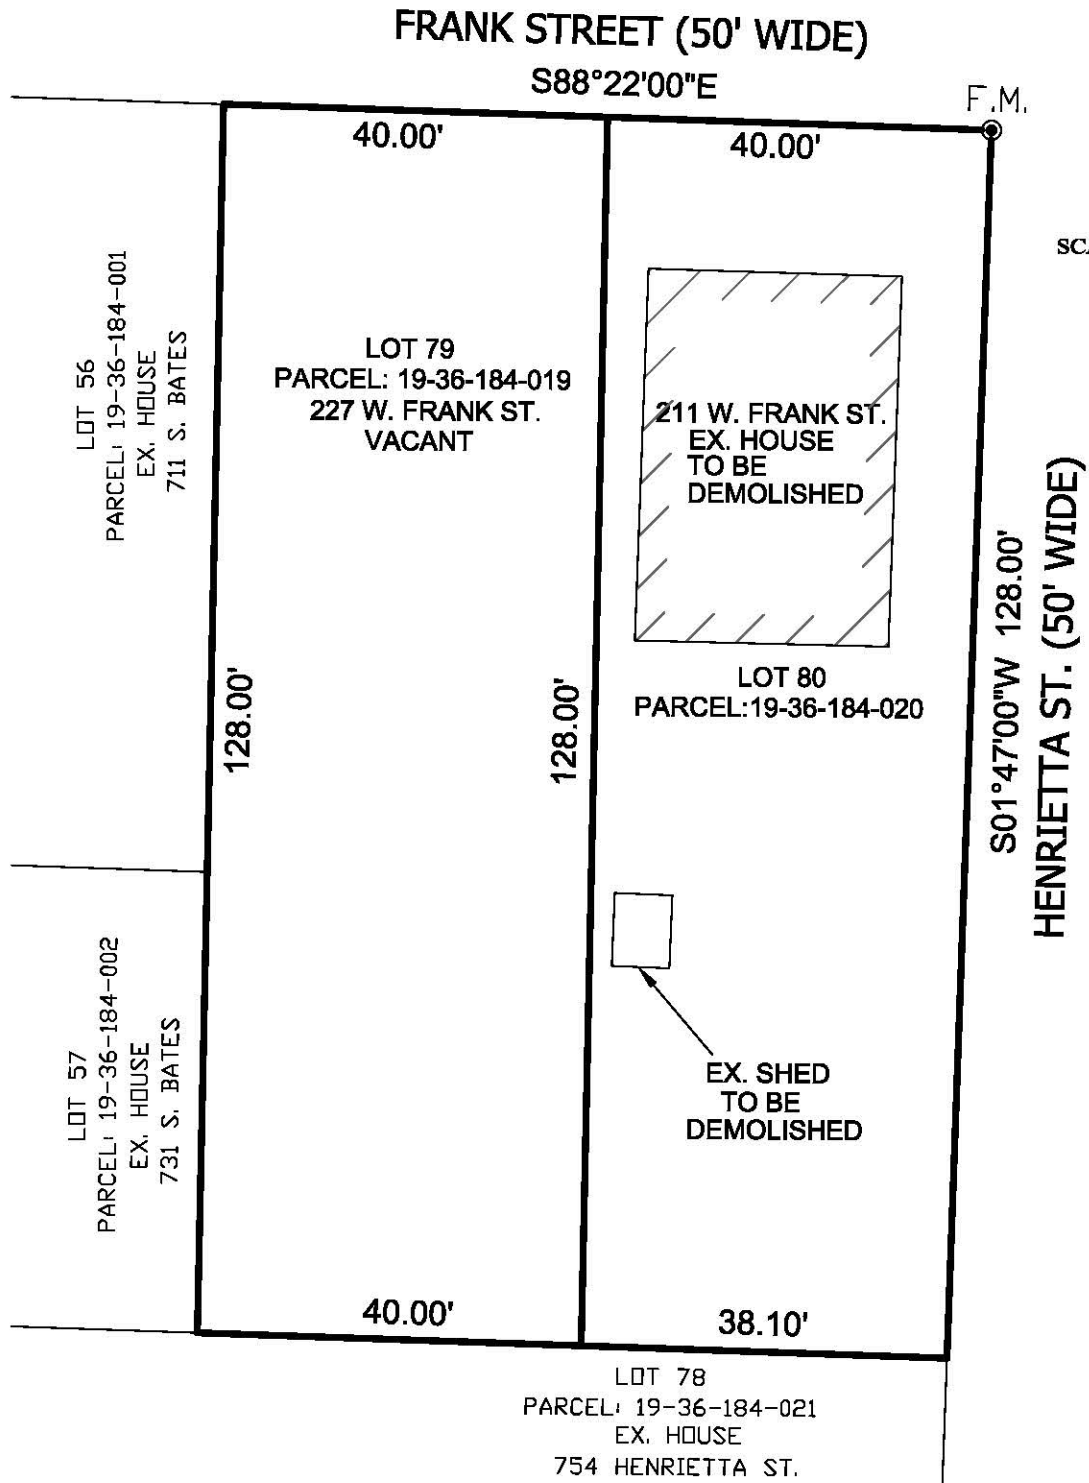 FRANK STREET (50' WIDE)
S88°22'00"E
F.M.
40.00'
40.00'
LOT 56
PARCEL: 19-36-184-001
EX. HOUSE
711 S. BATES
LOT 79
PARCEL: 19-36-184-019
227 W. FRANK ST.
VACANT
211 W. FRANK ST.
EX. HOUSE
TO BE
DEMOLISHED
LOT 80
PARCEL:19-36-184-020
128.00'
128.00'
S01°47'00"W 128.00'
HENRIETTA ST. (50' WIDE)
LOT 57
PARCEL: 19-36-184-002
EX. HOUSE
731 S. BATES
EX. SHED
TO BE
DEMOLISHED
40.00'
38.10'
LOT 78
PARCEL: 19-36-184-021
EX. HOUSE
754 HENRIETTA ST.